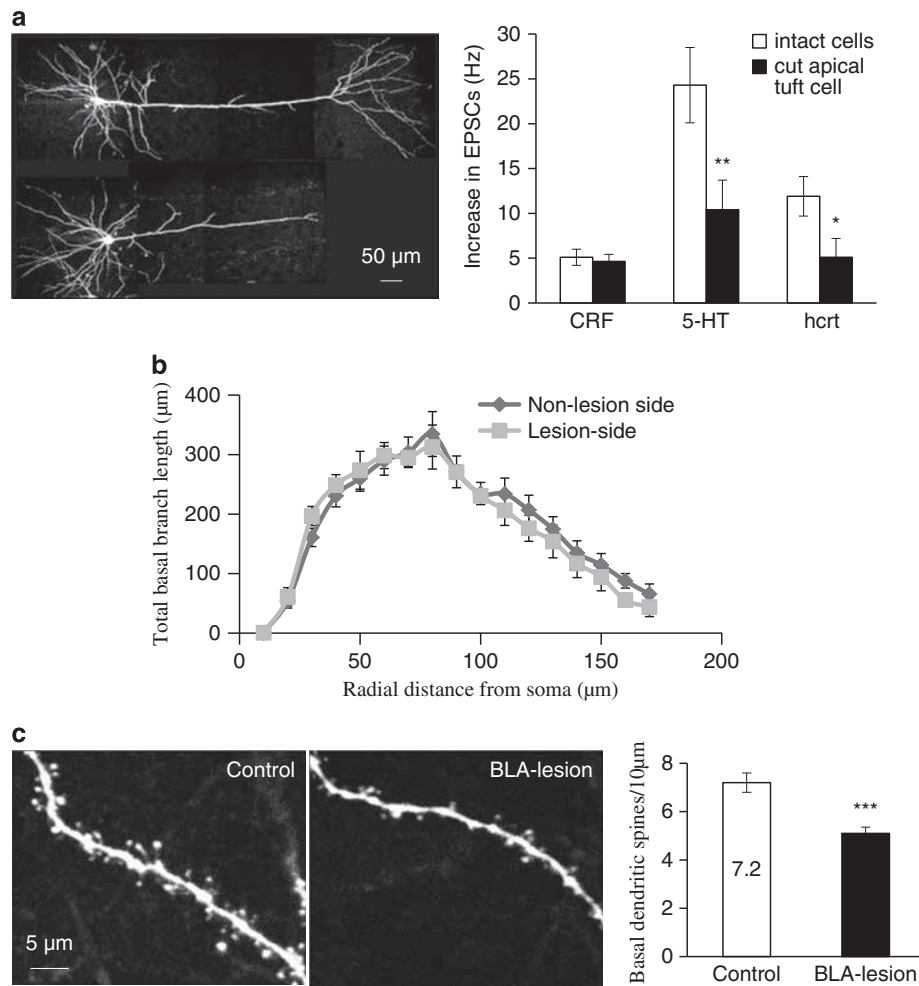 a
50 µm
Increase in EPSCs (Hz)
30
25
20
15
10
5
0
intact cells
cut apical
tuft cell
**
*
CRF
5-HT
hcrt
b
Total basal branch length (µm)
400
300
200
100
0
Non-lesion side
Lesion-side
0
50
100
150
200
Radial distance from soma (µm)
c
Control
5 µm
BLA-lesion
Basal dendritic spines/10µm
8
6
4
2
0
7.2
***
Control
BLA-lesion